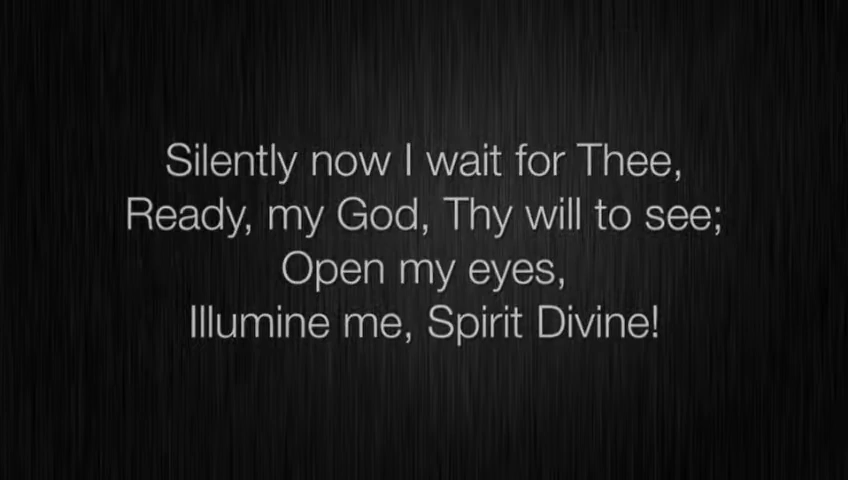 Silently now I wait for Thee,
Ready, my God, Thy will to see;
Open my eyes,
Illumine me, Spirit Divine!